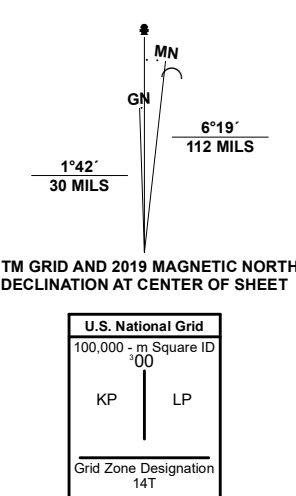 MN
GN
6°19´
112 MILS
1°42´
30 MILS
TM GRID AND 2019 MAGNETIC NORTH
DECLINATION AT CENTER OF SHEET
U.S. National Grid
100,000 - m Square ID
³00
KP LP
Grid Zone Designation
14T